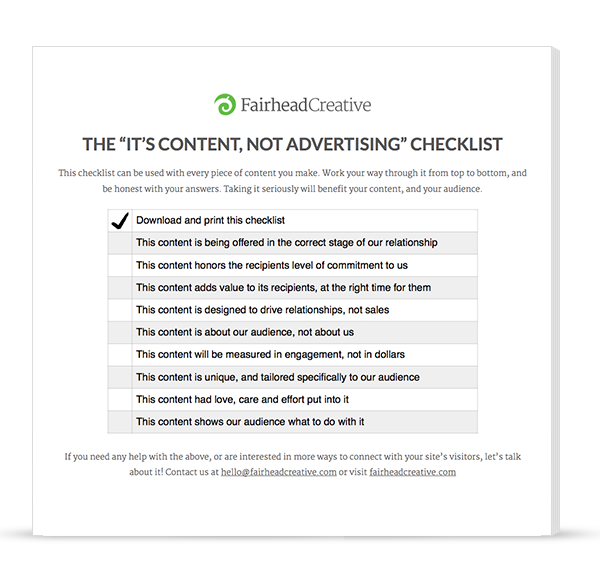 FairheadCreative
THE “IT’S CONTENT, NOT ADVERTISING” CHECKLIST
This checklist can be used with every piece of content you make. Work your way through it from top to bottom, and
be honest with your answers. Taking it seriously will benefit your content, and your audience.
Download and print this checklist
This content is being offered in the correct stage of our relationship
This content honors the recipients level of commitment to us
This content adds value to its recipients, at the right time for them
This content is designed to drive relationships, not sales
This content is about our audience, not about us
This content will be measured in engagement, not in dollars
This content is unique, and tailored specifically to our audience
This content had love, care and effort put into it
This content shows our audience what to do with it
If you need any help with the above, or are interested in more ways to connect with your site's visitors, let's talk
about it! Contact us at hello@fairheadcreative.com or visit fairheadcreative.com